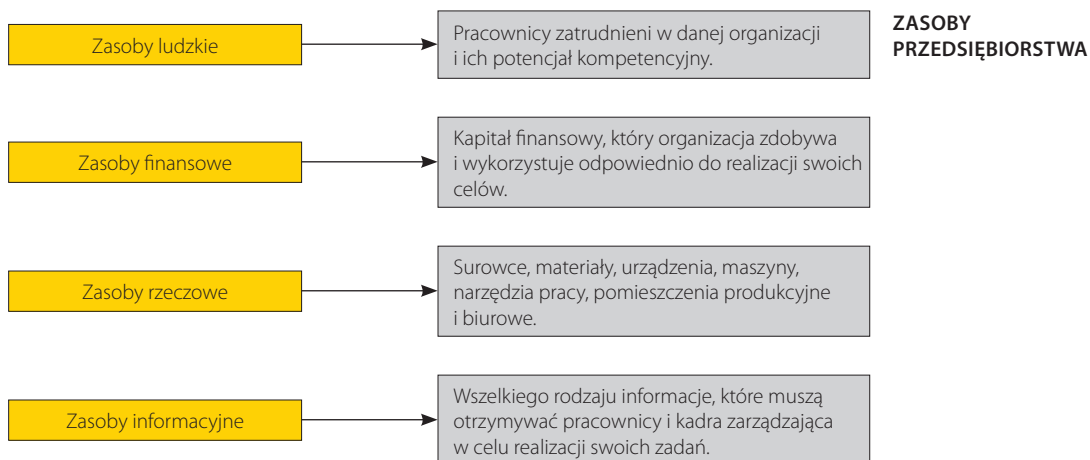 ZASOBY
PRZEDSIĘBIORSTWA
Zasoby ludzkie
Pracownicy zatrudnieni w danej organizacji
i ich potencjał kompetencyjny.
Zasoby finansowe
Kapitał finansowy, który organizacja zdobywa
i wykorzystuje odpowiednio do realizacji swoich
celów.
Zasoby rzeczowe
Surowce, materiały, urządzenia, maszyny,
narzędzia pracy, pomieszczenia produkcyjne
i biurowe.
Zasoby informacyjne
Wszelkiego rodzaju informacje, które muszą
otrzymywać pracownicy i kadra zarządzająca
w celu realizacji swoich zadań.